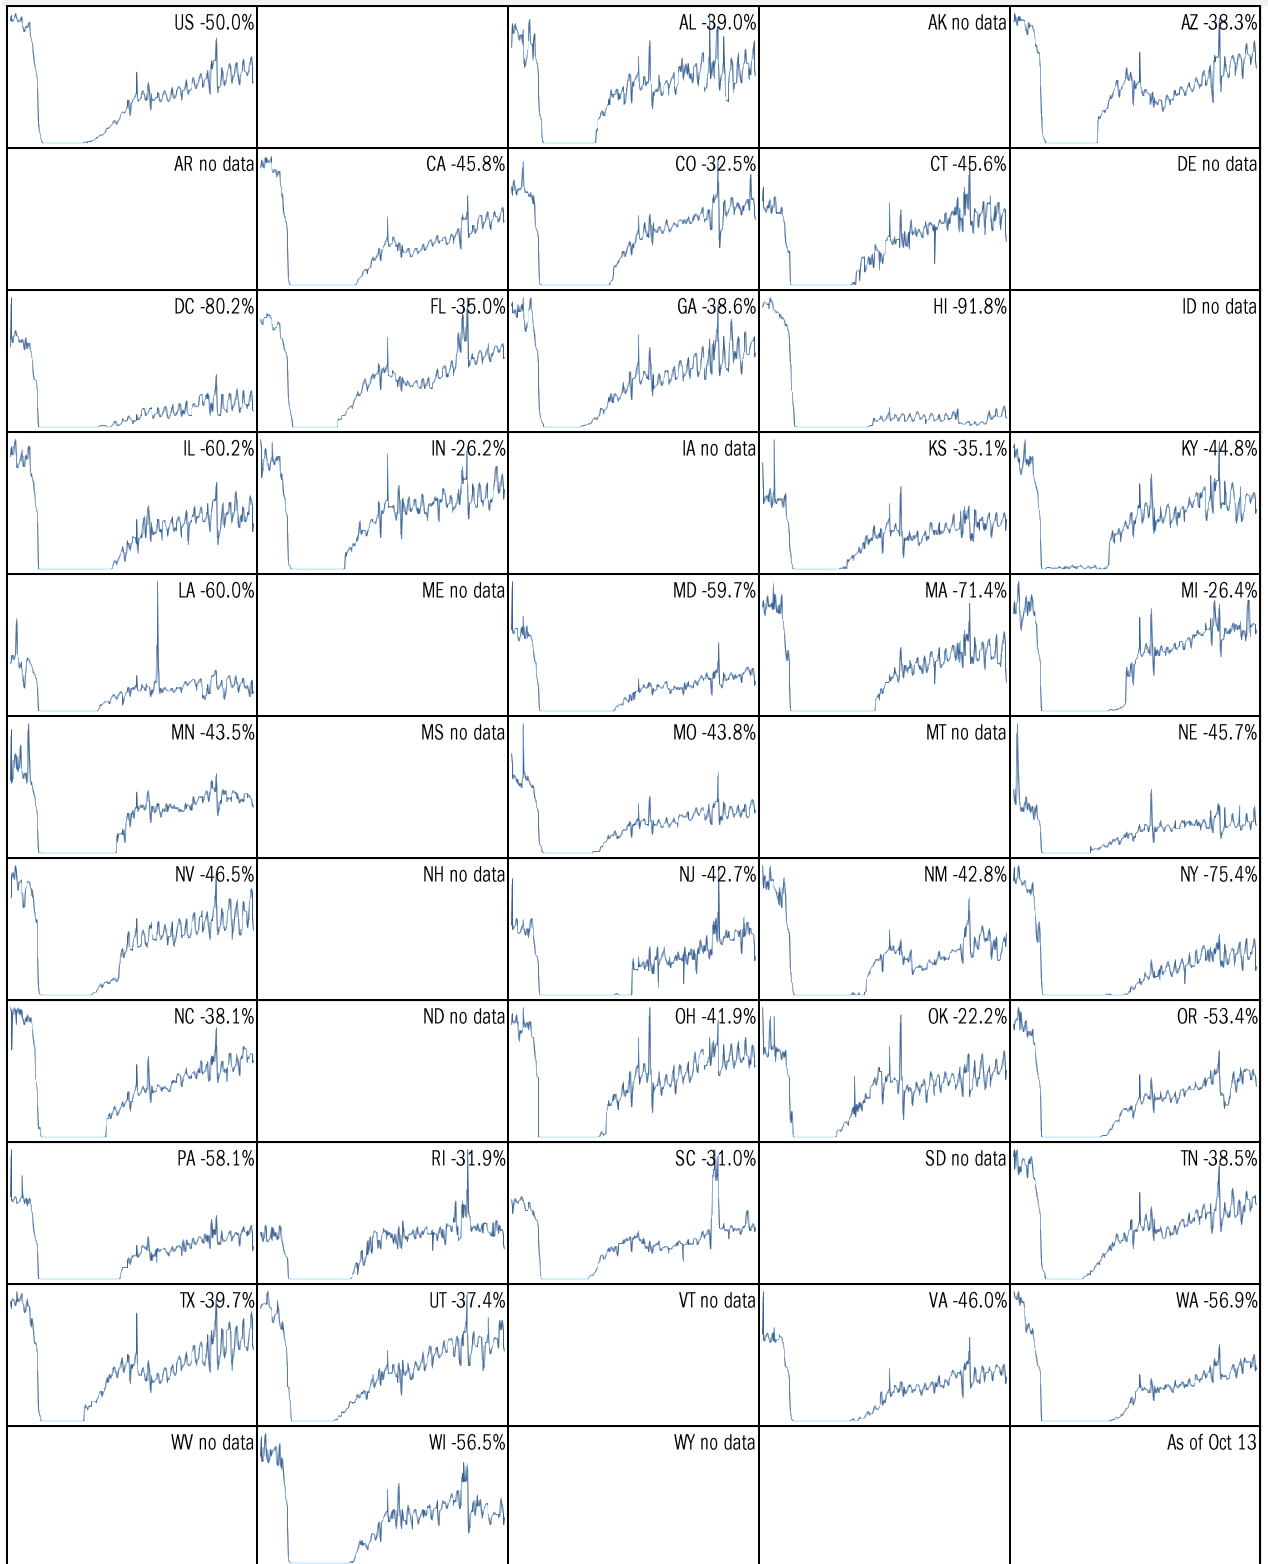 US -50.0%
AL -39.0%
AK no data
AZ -38.3%
AR no data
CA -45.8%
CO -32.5%
CT -45.6%
DE no data
DC -80.2%
FL -35.0%
GA -38.6%
HI -91.8%
ID no data
IL -60.2%
IN -26.2%
IA no data
KS -35.1%
KY -44.8%
LA -60.0%
ME no data
MD -59.7%
MA -71.4%
MI -26.4%
MN -43.5%
MS no data
MO -43.8%
MT no data
NE -45.7%
NV -46.5%
NH no data
NJ -42.7%
NM -42.8%
NY -75.4%
NC -38.1%
ND no data
OH -41.9%
OK -22.2%
OR -53.4%
PA -58.1%
RI -31.9%
SC -31.0%
SD no data
TN -38.5%
TX -39.7%
UT -37.4%
VT no data
VA -46.0%
WA -56.9%
WV no data
WI -56.5%
WY no data
As of Oct 13